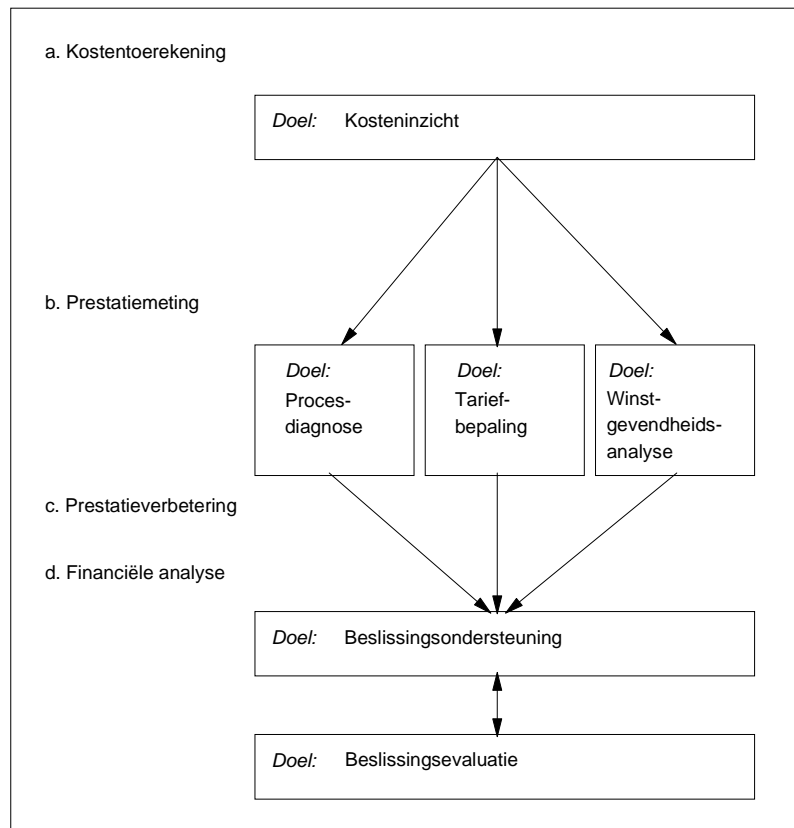 a. Kostentoerekening
Doel: Kosteninzicht
b. Prestatiemeting
Doel:
Proces-
diagnose
Doel:
Tarief-
bepaling
Doel:
Winst-
gevendheids-
analyse
c. Prestatieverbetering
d. Financiële analyse
Doel: Beslissingsondersteuning
Doel: Beslissingsevaluatie